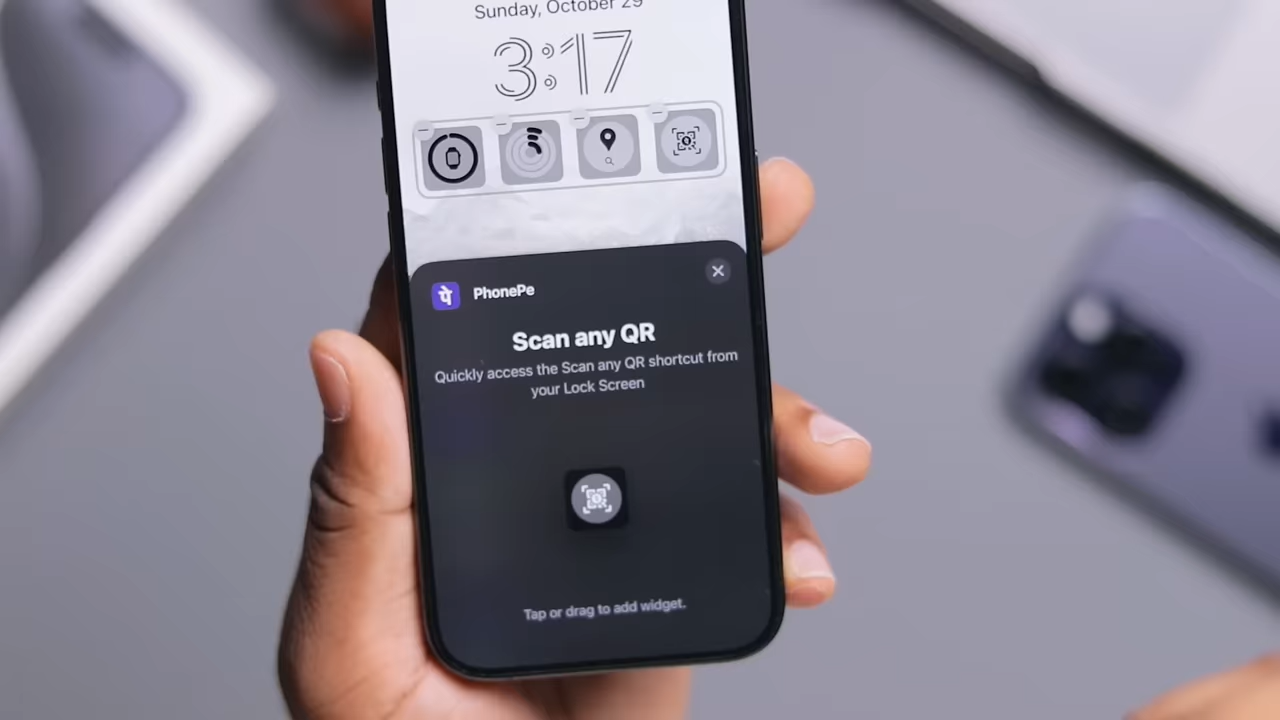 Sunday, October 29
3:17
पे PhonePe
Scan any QR
Quickly access the Scan any QR shortcut from
your Lock Screen
Tap or drag to add widget.